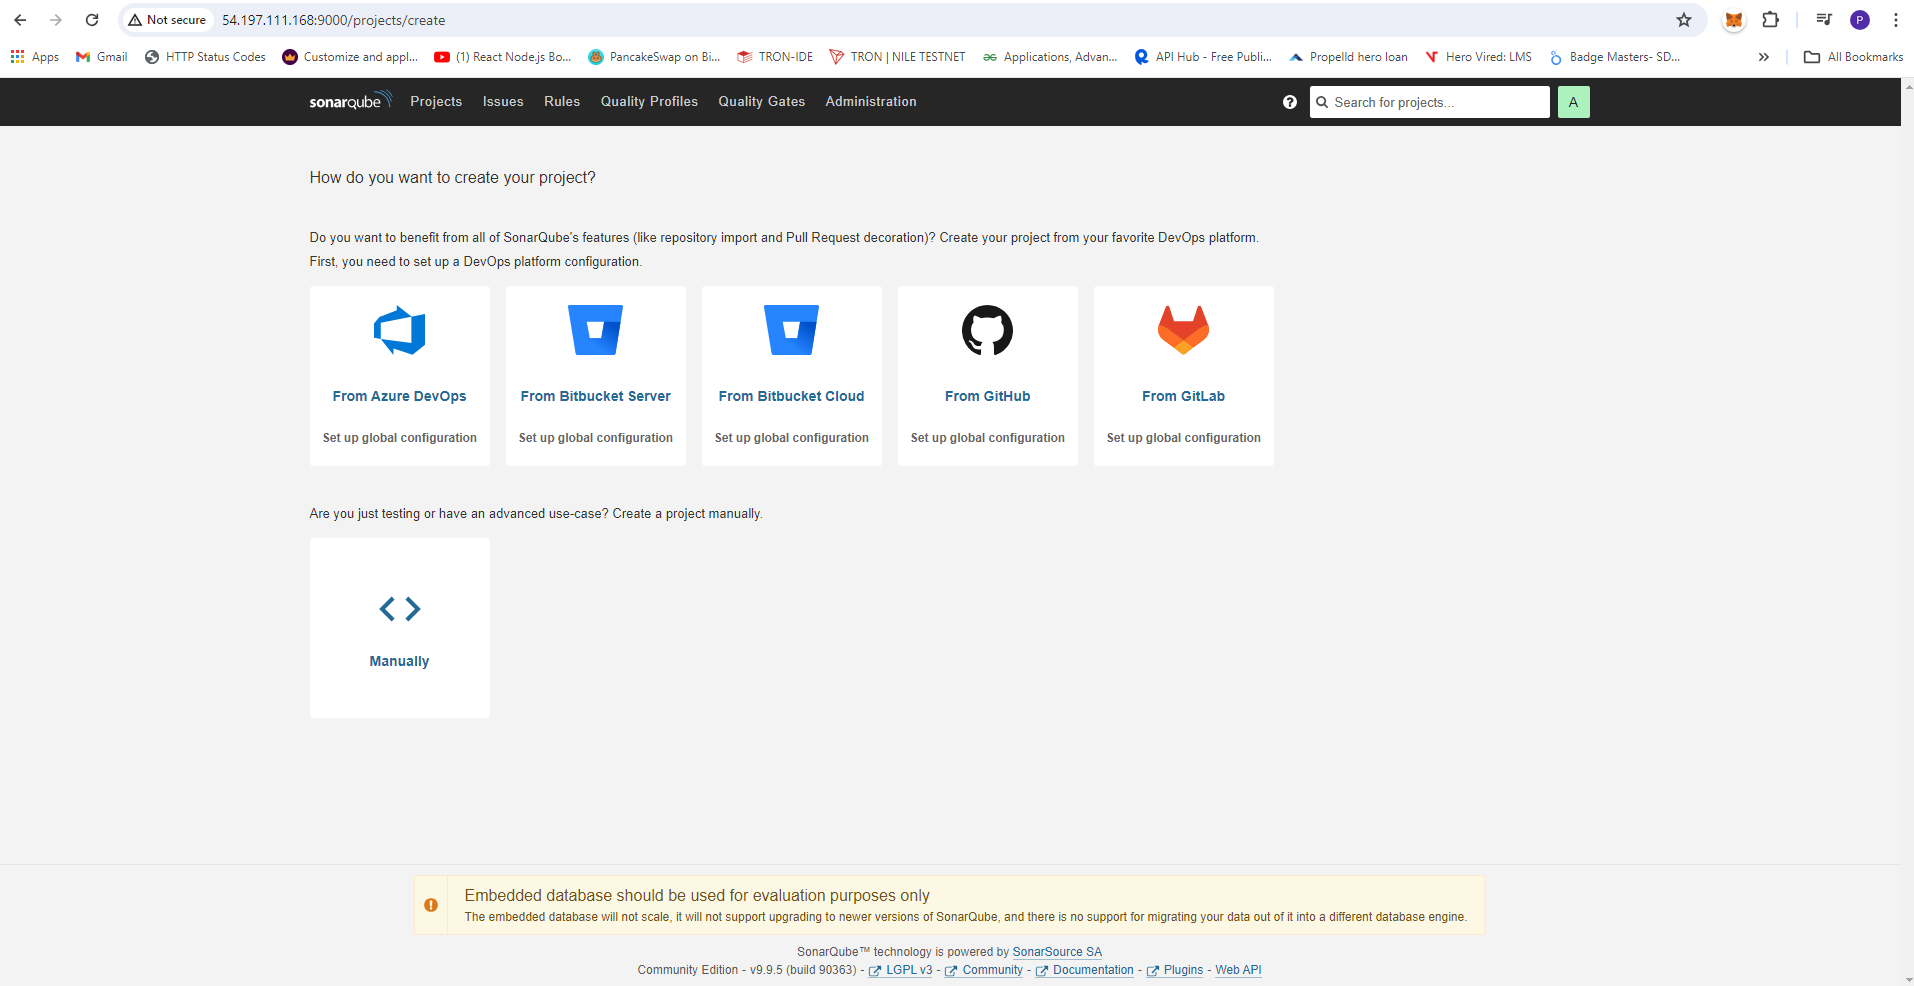 Not secure 54.197.111.168:9000/projects/create P
Apps Gmail HTTP Status Codes Customize and appl... (1) React Node.js Bo... PancakeSwap on Bi... TRON-IDE TRON | NILE TESTNET Applications, Advan... API Hub - Free Publi... Propelld hero loan Hero Vired: LMS Badge Masters- SD... » All Bookmarks
sonarqube Projects Issues Rules Quality Profiles Quality Gates Administration ? Search for projects... A
How do you want to create your project?
Do you want to benefit from all of SonarQube's features (like repository import and Pull Request decoration)? Create your project from your favorite DevOps platform.
First, you need to set up a DevOps platform configuration.
From Azure DevOps From Bitbucket Server From Bitbucket Cloud From GitHub From GitLab
Set up global configuration Set up global configuration Set up global configuration Set up global configuration Set up global configuration
Are you just testing or have an advanced use-case? Create a project manually.
Manually
Embedded database should be used for evaluation purposes only
The embedded database will not scale, it will not support upgrading to newer versions of SonarQube, and there is no support for migrating your data out of it into a different database engine.
SonarQube™ technology is powered by SonarSource SA
Community Edition - v9.9.5 (build 90363) - LGPL v3 - Community - Documentation - Plugins - Web API